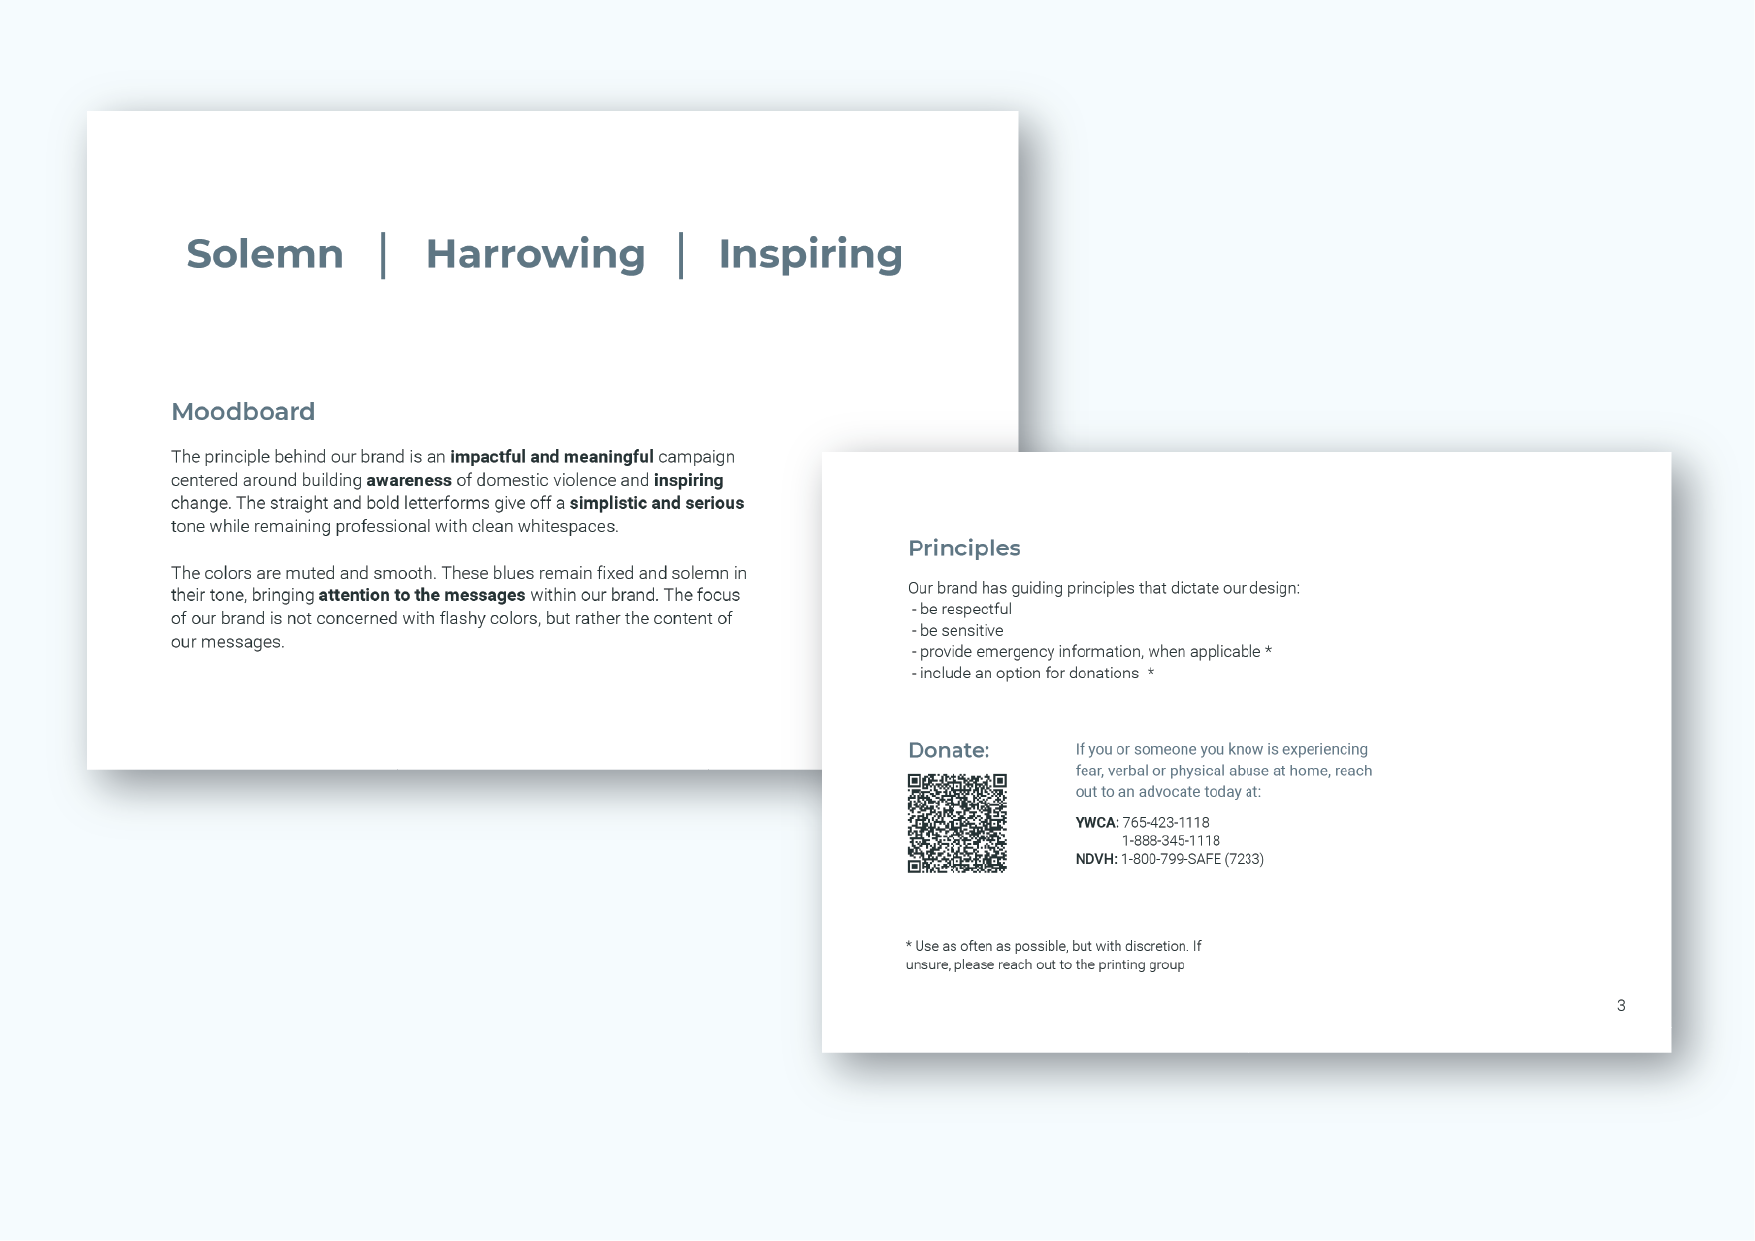 Solemn | Harrowing | Inspiring
Moodboard
The principle behind our brand is an impactful and meaningful campaign
centered around building awareness of domestic violence and inspiring
change. The straight and bold letterforms give off a simplistic and serious
tone while remaining professional with clean whitespaces.
The colors are muted and smooth. These blues remain fixed and solemn in
their tone, bringing attention to the messages within our brand. The focus
of our brand is not concerned with flashy colors, but rather the content of
our messages.
Principles
Our brand has guiding principles that dictate our design:
- be respectful
- be sensitive
- provide emergency information, when applicable *
- include an option for donations *
Donate:
If you or someone you know is experiencing
fear, verbal or physical abuse at home, reach
out to an advocate today at:
YWCA: 765-423-1118
1-888-345-1118
NDVH: 1-800-799-SAFE (7233)
* Use as often as possible, but with discretion. If
unsure, please reach out to the printing group
3